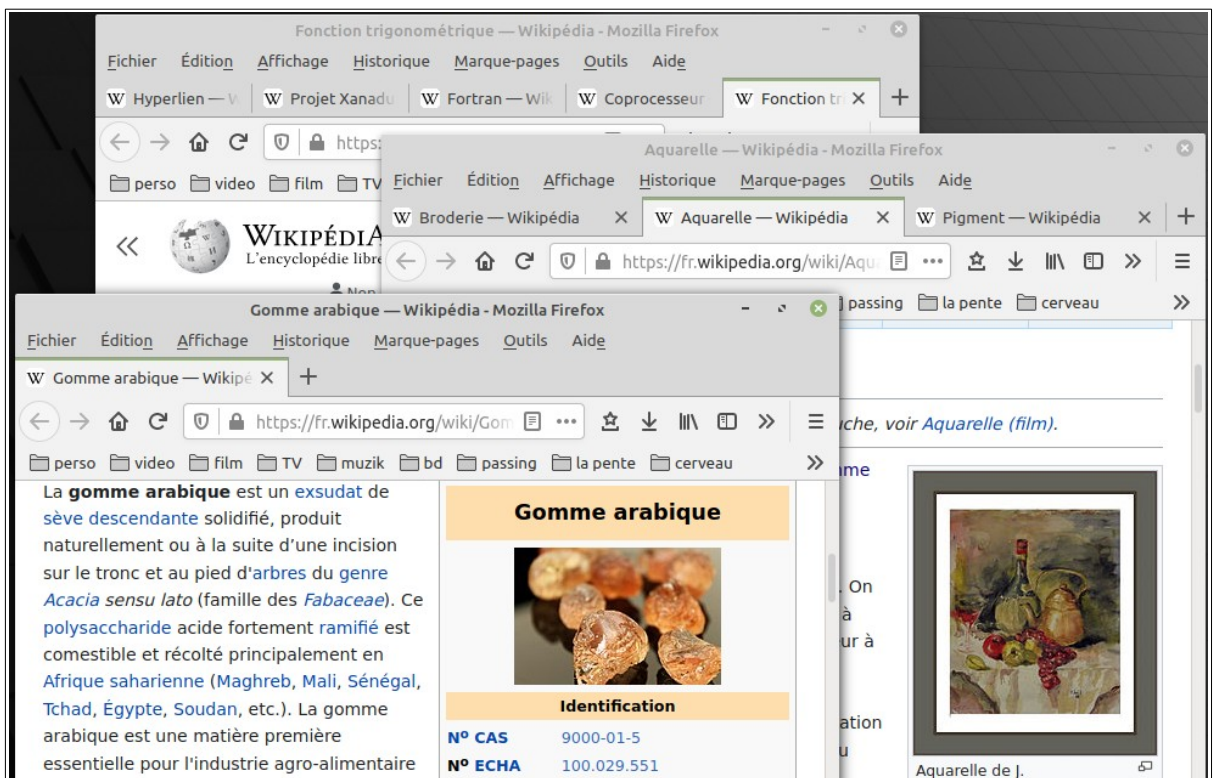 Fonction trigonométrique — Wikipédia - Mozilla Firefox
Fichier Édition Affichage Historique Marque-pages Outils Aide
Hyperlien — Projet Xanadu Fortran — Wik Coprocesseur Fonction tri
https:
perso video film TV
WIKIPÉDIA
L'encyclopédie libre
Non
Aquarelle — Wikipédia - Mozilla Firefox
Fichier Édition Affichage Historique Marque-pages Outils Aide
Broderie — Wikipédia Aquarelle — Wikipédia Pigment — Wikipédia
https://fr.wikipedia.org/wiki/Aqu
passing la pente cerveau
uche, voir Aquarelle (film).
. On
à
ur à
ation
Aquarelle de J.
Gomme arabique — Wikipédia - Mozilla Firefox
Fichier Édition Affichage Historique Marque-pages Outils Aide
Gomme arabique — Wikipé
https://fr.wikipedia.org/wiki/Gom
perso video film TV muzik bd passing la pente cerveau
La gomme arabique est un exsudat de
sève descendante solidifié, produit
naturellement ou à la suite d'une incision
sur le tronc et au pied d'arbres du genre
Acacia sensu lato (famille des Fabaceae). Ce
polysaccharide acide fortement ramifié est
comestible et récolté principalement en
Afrique saharienne (Maghreb, Mali, Sénégal,
Tchad, Égypte, Soudan, etc.). La gomme
arabique est une matière première
essentielle pour l'industrie agro-alimentaire
Gomme arabique
Identification
Nº CAS 9000-01-5
Nº ECHA 100.029.551